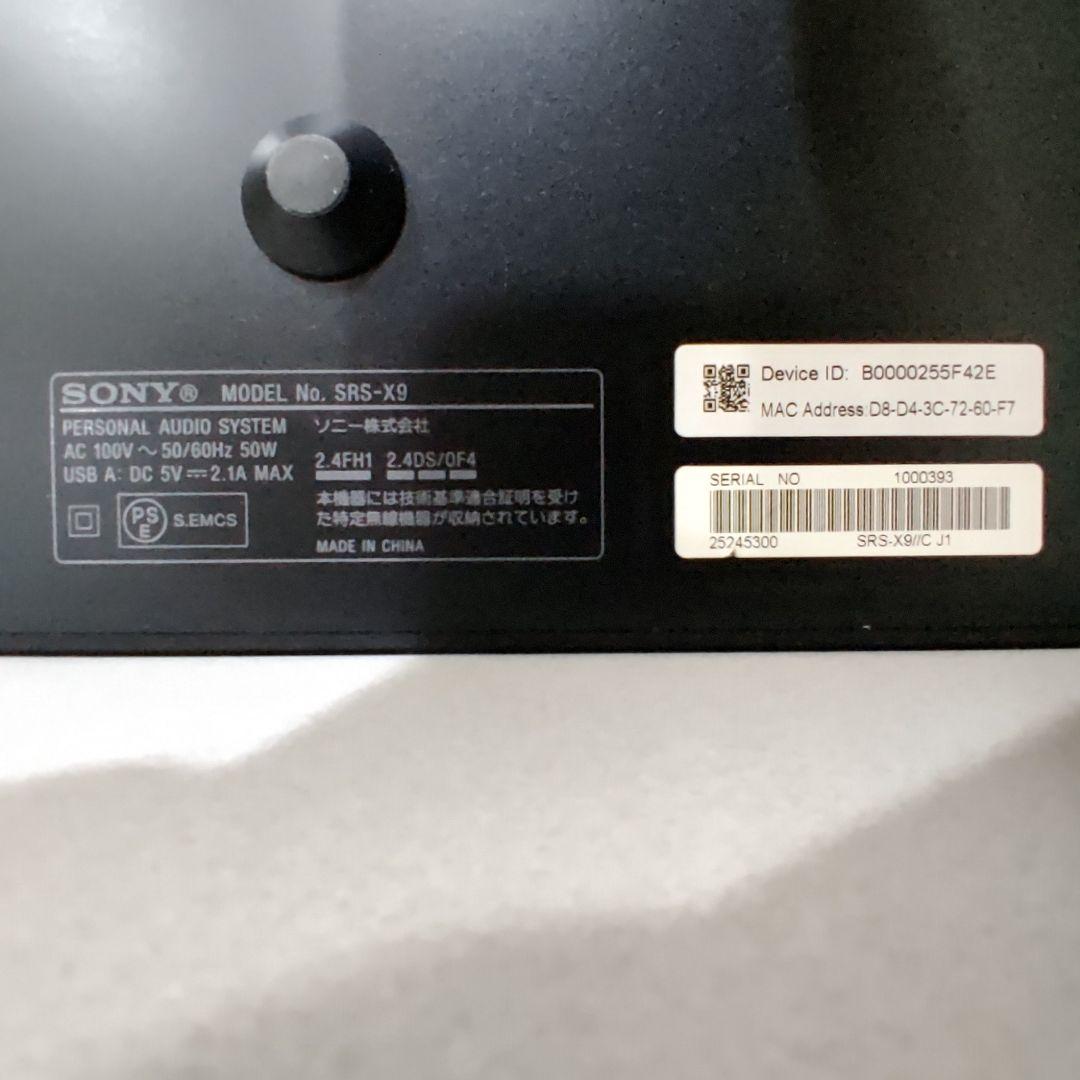 SONY® MODEL No. SRS-X9
PERSONAL AUDIO SYSTEM
AC 100V ~ 50/60Hz 50W
USB A: DC 5V ⎓ 2.1A MAX
PSE S.EMCS
ソニー株式会社
2.4FH1 2.4DS/OF4
本機器には技術基準適合証明を受け
た特定無線機器が収納されています。
MADE IN CHINA
Device ID: B0000255F42E
MAC Address:D8-D4-3C-72-60-F7
SERIAL NO 1000393
25245300 SRS-X9//C J1